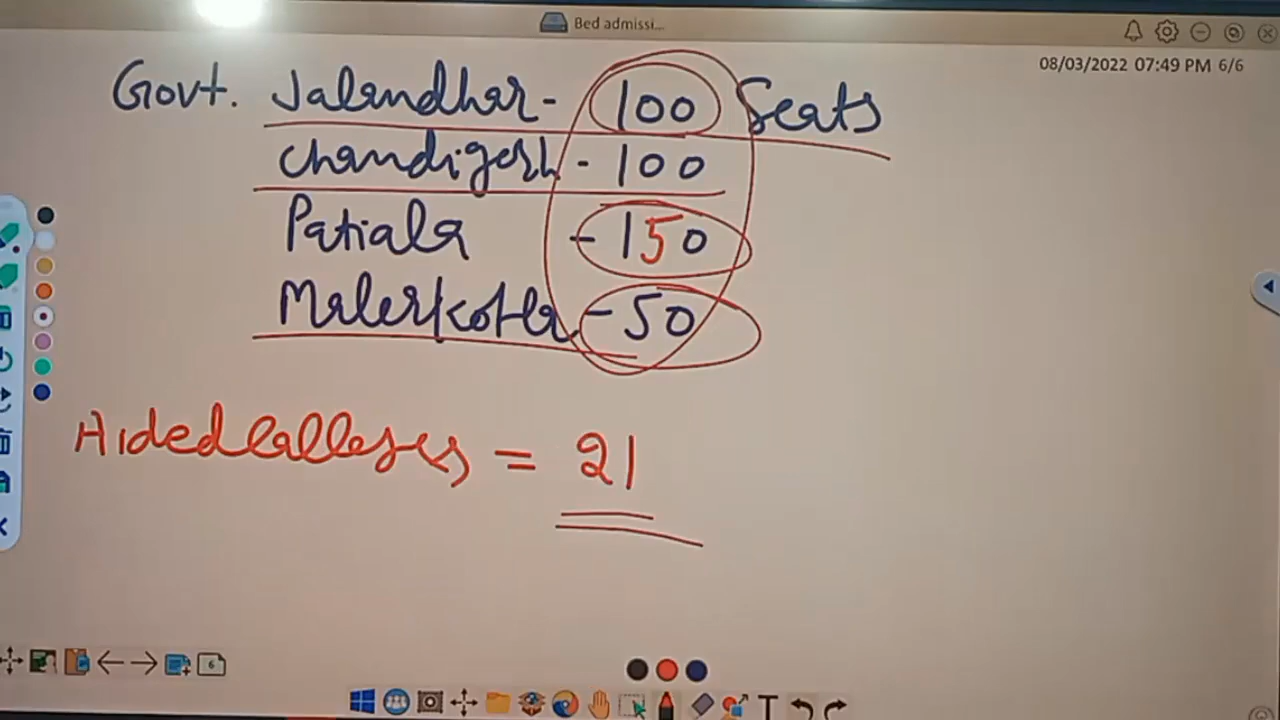 Bed admissi...
08/03/2022 07:49 PM 6/6
Govt. Jalandhar - 100 Seats
Chandigarh - 100
Patiala - 150
Malerkotla - 50
Aided Colleges = 21
6
T